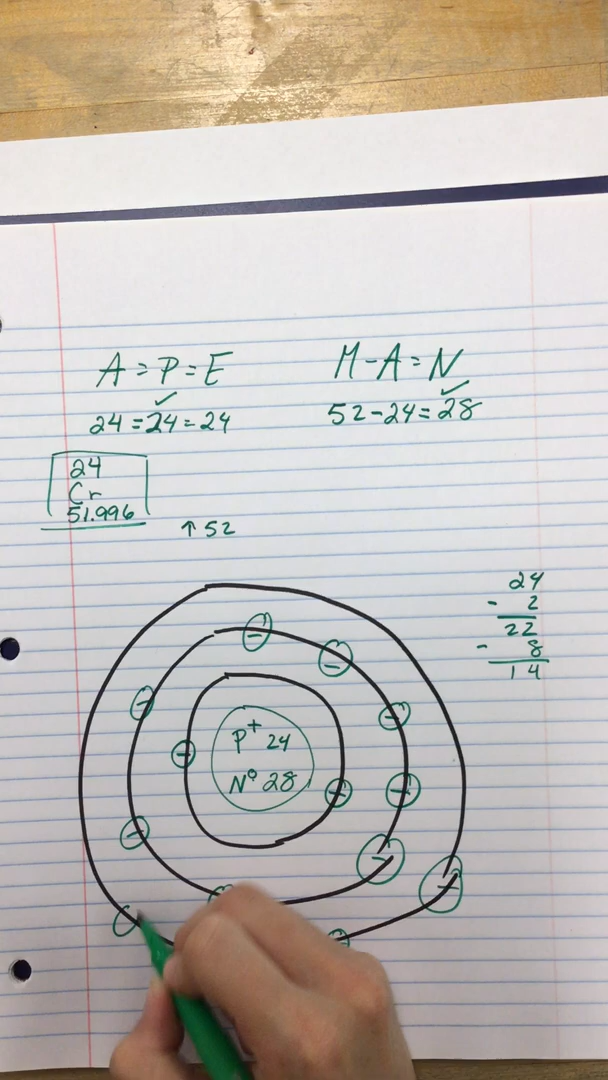 A = P = E
M - A = N
24 = 24 = 24
52 - 24 = 28
24
Cr
51.996
↑ 52
24
- 2
22
- 8
14
P+ 24
N° 28